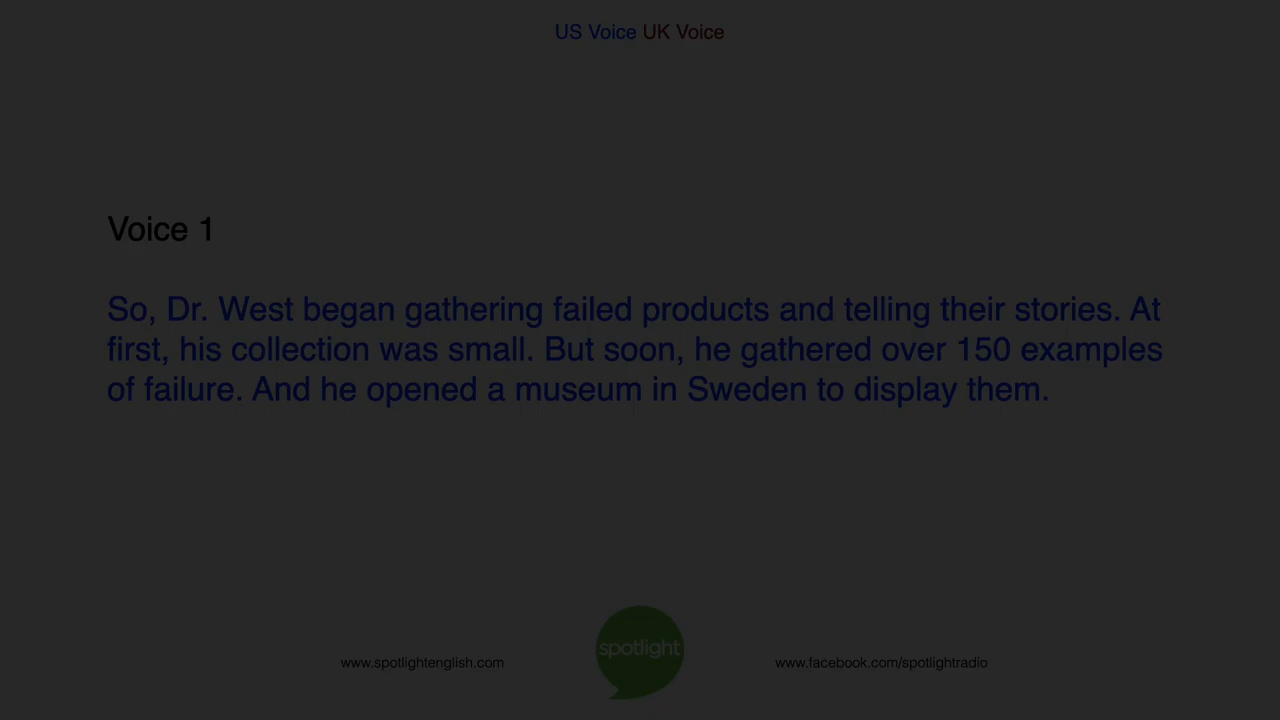 US Voice UK Voice
Voice 1
So, Dr. West began gathering failed products and telling their stories. At
first, his collection was small. But soon, he gathered over 150 examples
of failure. And he opened a museum in Sweden to display them.
spotlight
www.spotlightenglish.com
www.facebook.com/spotlightradio